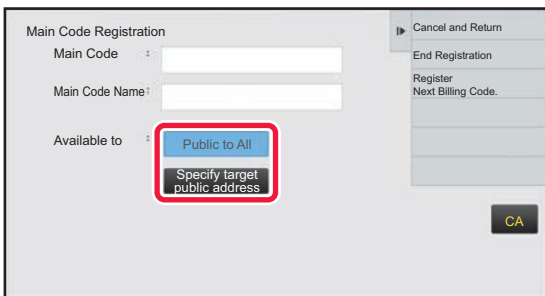 Main Code Registration
Main Code :
Main Code Name:
Available to :
Public to All
Specify target
public address
Cancel and Return
End Registration
Register
Next Billing Code.
CA